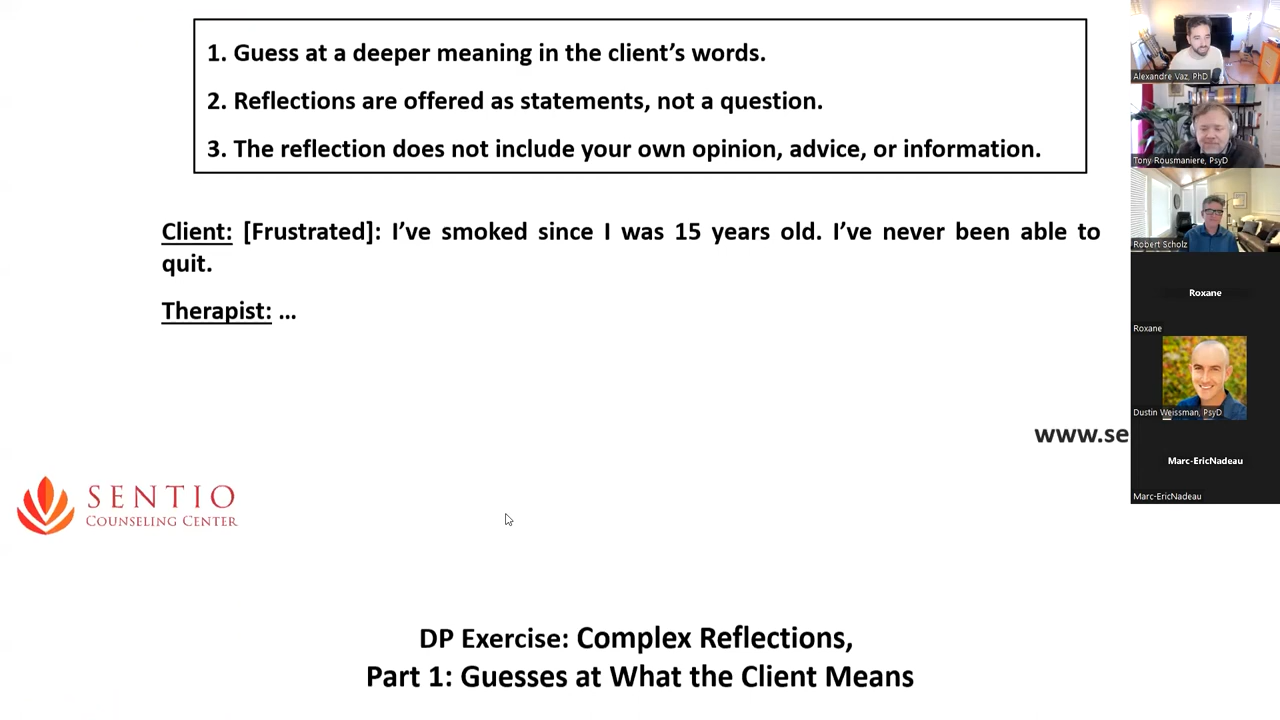 1. Guess at a deeper meaning in the client's words.
2. Reflections are offered as statements, not a question.
3. The reflection does not include your own opinion, advice, or information.
Client: [Frustrated]: I've smoked since I was 15 years old. I've never been able to
quit.
Therapist: ...
www.se
SENTIO
COUNSELING CENTER
DP Exercise: Complex Reflections,
Part 1: Guesses at What the Client Means
Alexandre Vaz, PhD
Tony Rousmaniere, PsyD
Robert Scholz
Roxane
Roxane
Dustin Weissman, PsyD
Marc-EricNadeau
Marc-EricNadeau